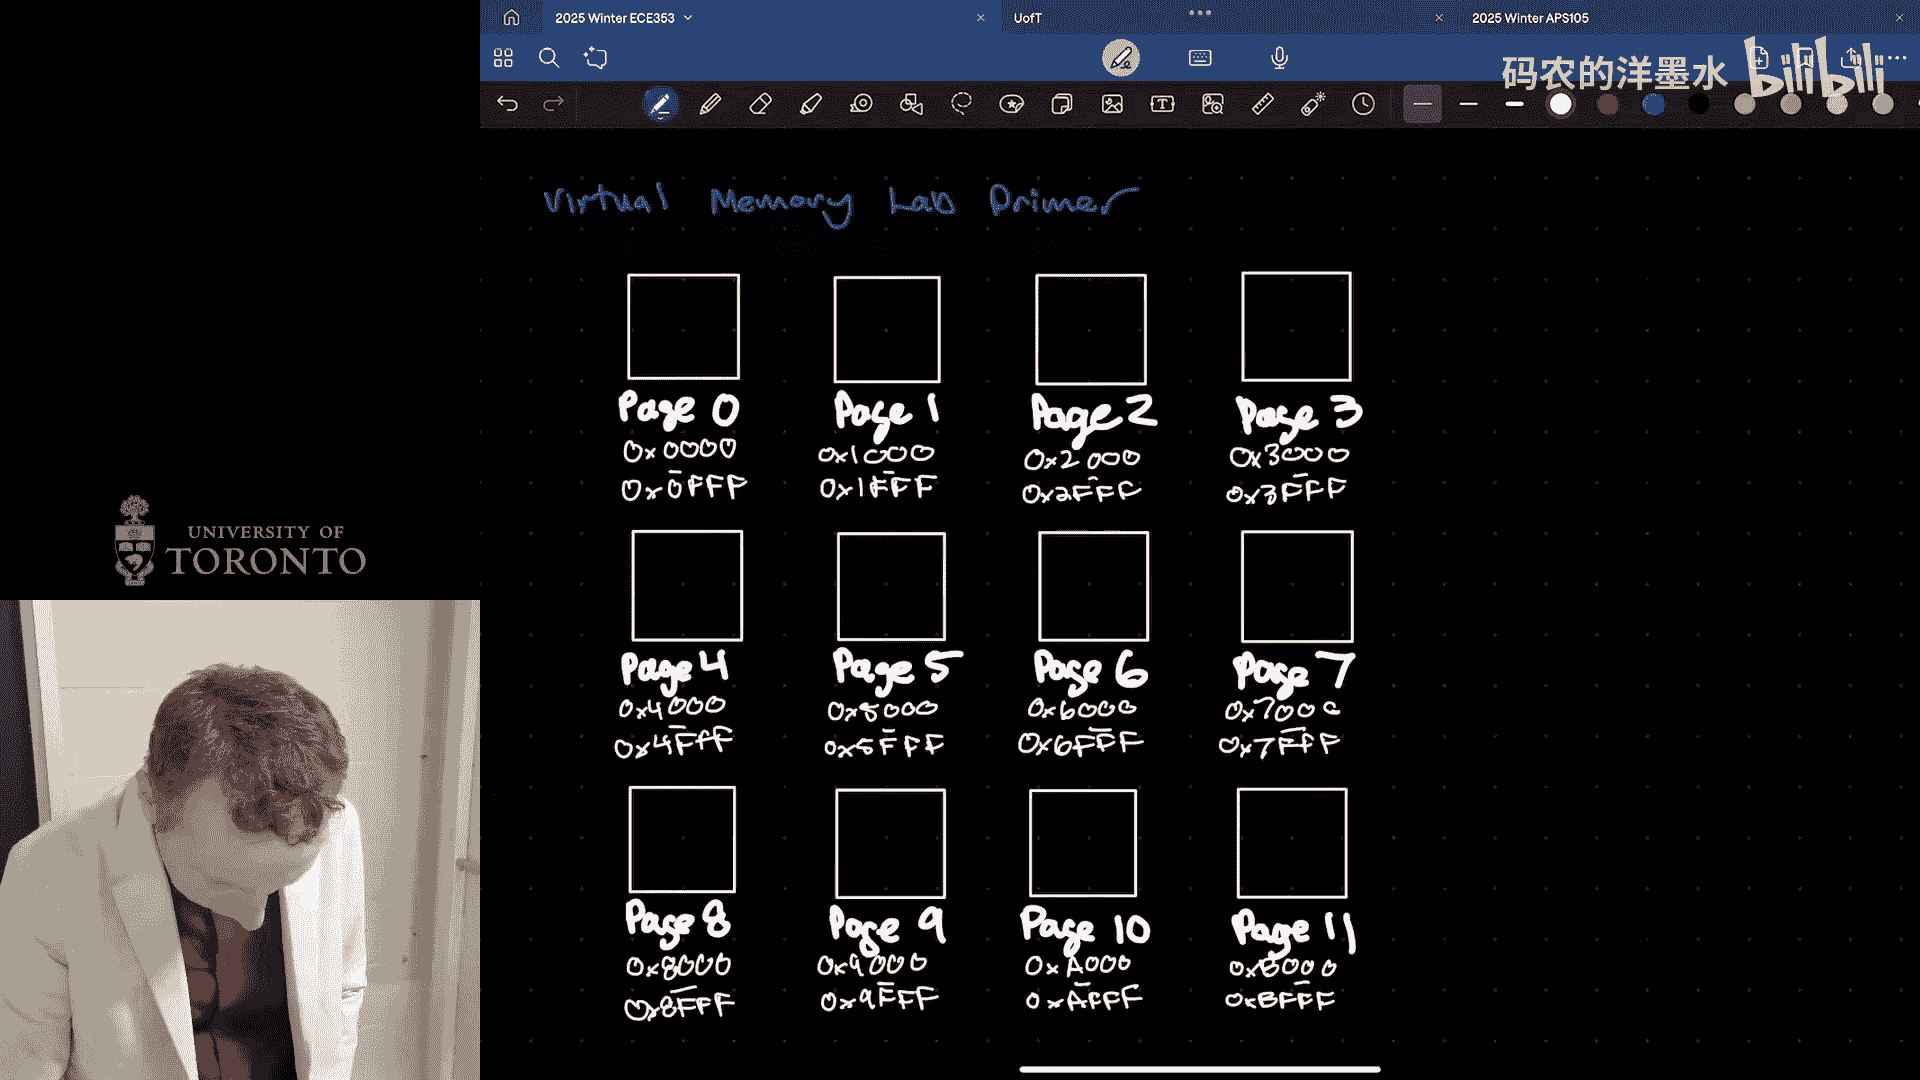 2025 Winter ECE353
UofT
2025 Winter APS105
码农的洋墨水 bilibili
Virtual Memory Lab Primer
Page 0 Page 1 Page 2 Page 3
0x0000 0x1000 0x2000 0x3000
– – – –
0x0FFF 0x1FFF 0x2FFF 0x3FFF
Page 4 Page 5 Page 6 Page 7
0x4000 0x5000 0x6000 0x7000
– – – –
0x4FFF 0x5FFF 0x6FFF 0x7FFF
Page 8 Page 9 Page 10 Page 11
0x8000 0x9000 0xA000 0xB000
– – – –
0x8FFF 0x9FFF 0xAFFF 0xBFFF
UNIVERSITY OF
TORONTO